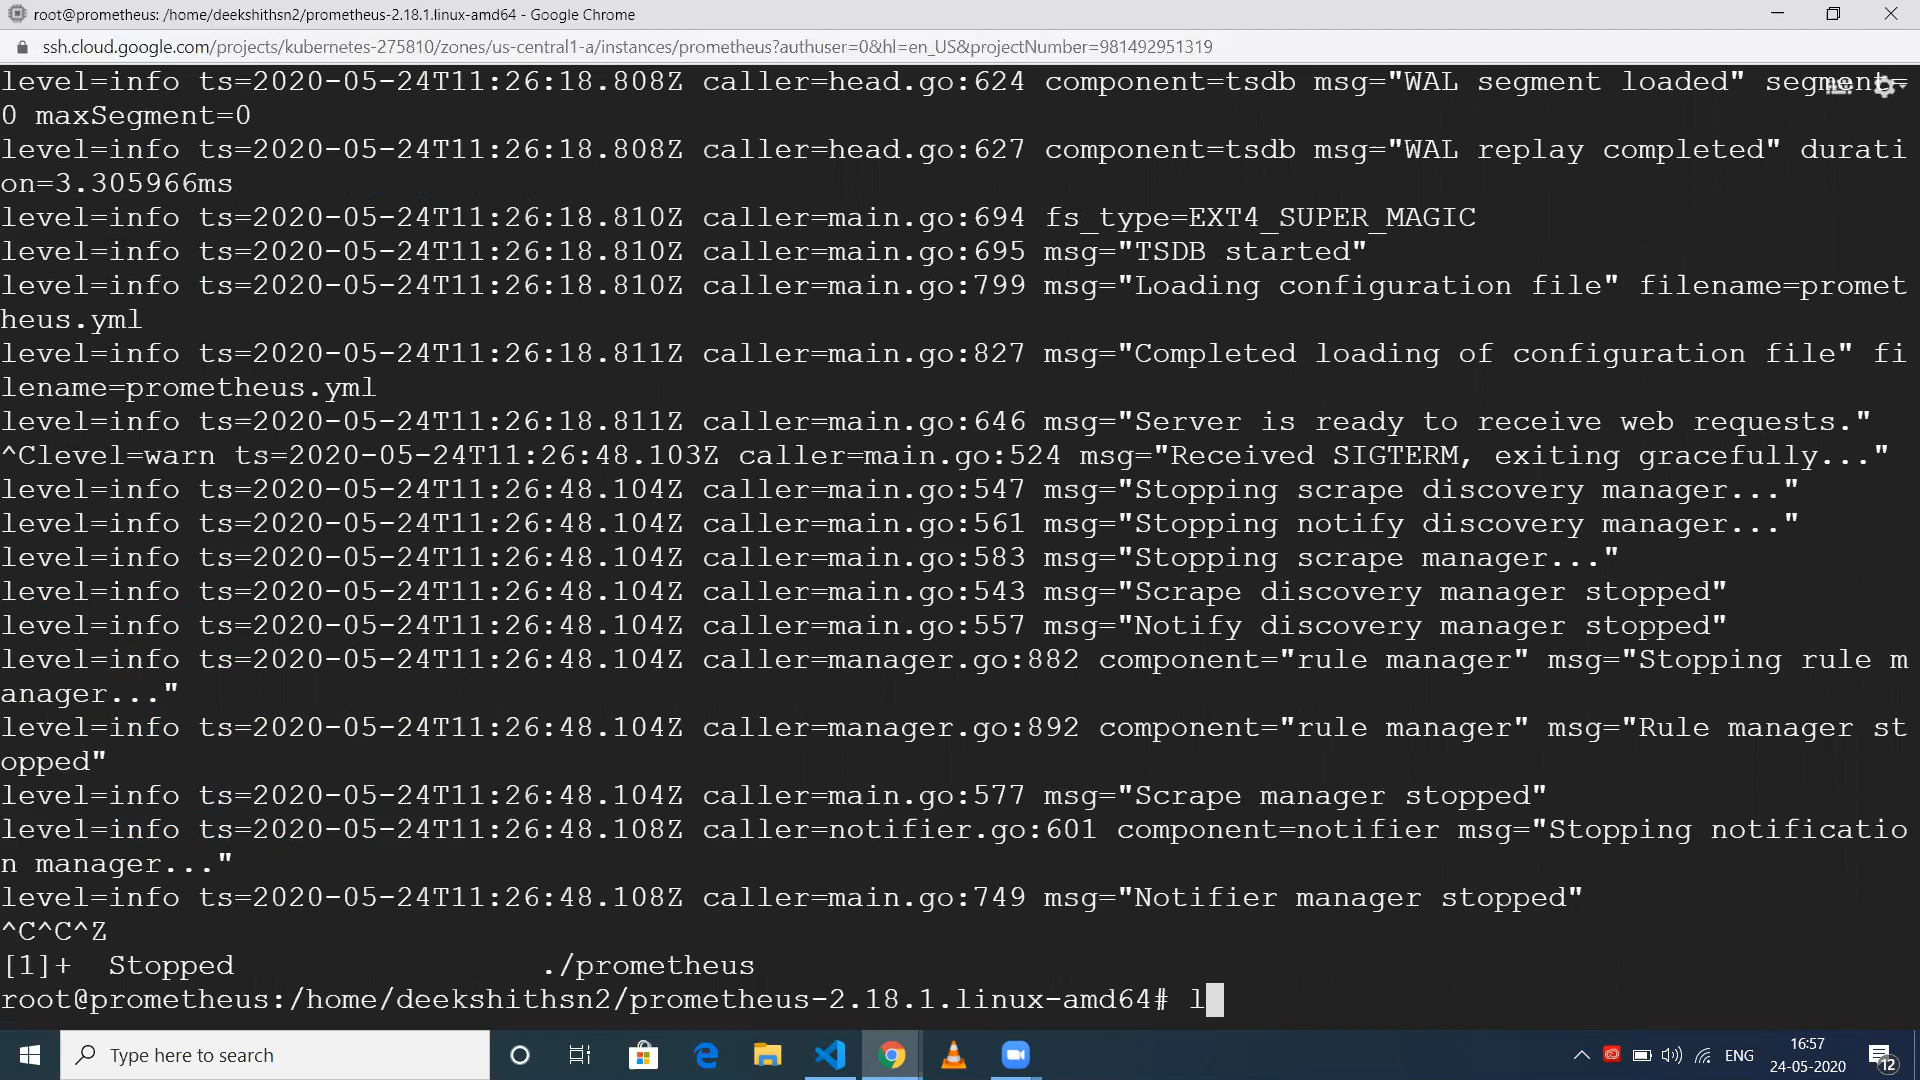 root@prometheus: /home/deekshithsn2/prometheus-2.18.1.linux-amd64 - Google Chrome
ssh.cloud.google.com/projects/kubernetes-275810/zones/us-central1-a/instances/prometheus?authuser=0&hl=en_US&projectNumber=981492951319
level=info ts=2020-05-24T11:26:18.808Z caller=head.go:624 component=tsdb msg="WAL segment loaded" segment=
0 maxSegment=0
level=info ts=2020-05-24T11:26:18.808Z caller=head.go:627 component=tsdb msg="WAL replay completed" durati
on=3.305966ms
level=info ts=2020-05-24T11:26:18.810Z caller=main.go:694 fs_type=EXT4_SUPER_MAGIC
level=info ts=2020-05-24T11:26:18.810Z caller=main.go:695 msg="TSDB started"
level=info ts=2020-05-24T11:26:18.810Z caller=main.go:799 msg="Loading configuration file" filename=promet
heus.yml
level=info ts=2020-05-24T11:26:18.811Z caller=main.go:827 msg="Completed loading of configuration file" fi
lename=prometheus.yml
level=info ts=2020-05-24T11:26:18.811Z caller=main.go:646 msg="Server is ready to receive web requests."
^Clevel=warn ts=2020-05-24T11:26:48.103Z caller=main.go:524 msg="Received SIGTERM, exiting gracefully..."
level=info ts=2020-05-24T11:26:48.104Z caller=main.go:547 msg="Stopping scrape discovery manager..."
level=info ts=2020-05-24T11:26:48.104Z caller=main.go:561 msg="Stopping notify discovery manager..."
level=info ts=2020-05-24T11:26:48.104Z caller=main.go:583 msg="Stopping scrape manager..."
level=info ts=2020-05-24T11:26:48.104Z caller=main.go:543 msg="Scrape discovery manager stopped"
level=info ts=2020-05-24T11:26:48.104Z caller=main.go:557 msg="Notify discovery manager stopped"
level=info ts=2020-05-24T11:26:48.104Z caller=manager.go:882 component="rule manager" msg="Stopping rule m
anager..."
level=info ts=2020-05-24T11:26:48.104Z caller=manager.go:892 component="rule manager" msg="Rule manager st
opped"
level=info ts=2020-05-24T11:26:48.104Z caller=main.go:577 msg="Scrape manager stopped"
level=info ts=2020-05-24T11:26:48.108Z caller=notifier.go:601 component=notifier msg="Stopping notificatio
n manager..."
level=info ts=2020-05-24T11:26:48.108Z caller=main.go:749 msg="Notifier manager stopped"
^C^C^Z
[1]+  Stopped                 ./prometheus
root@prometheus:/home/deekshithsn2/prometheus-2.18.1.linux-amd64# l
Type here to search
ENG
16:57
24-05-2020
12